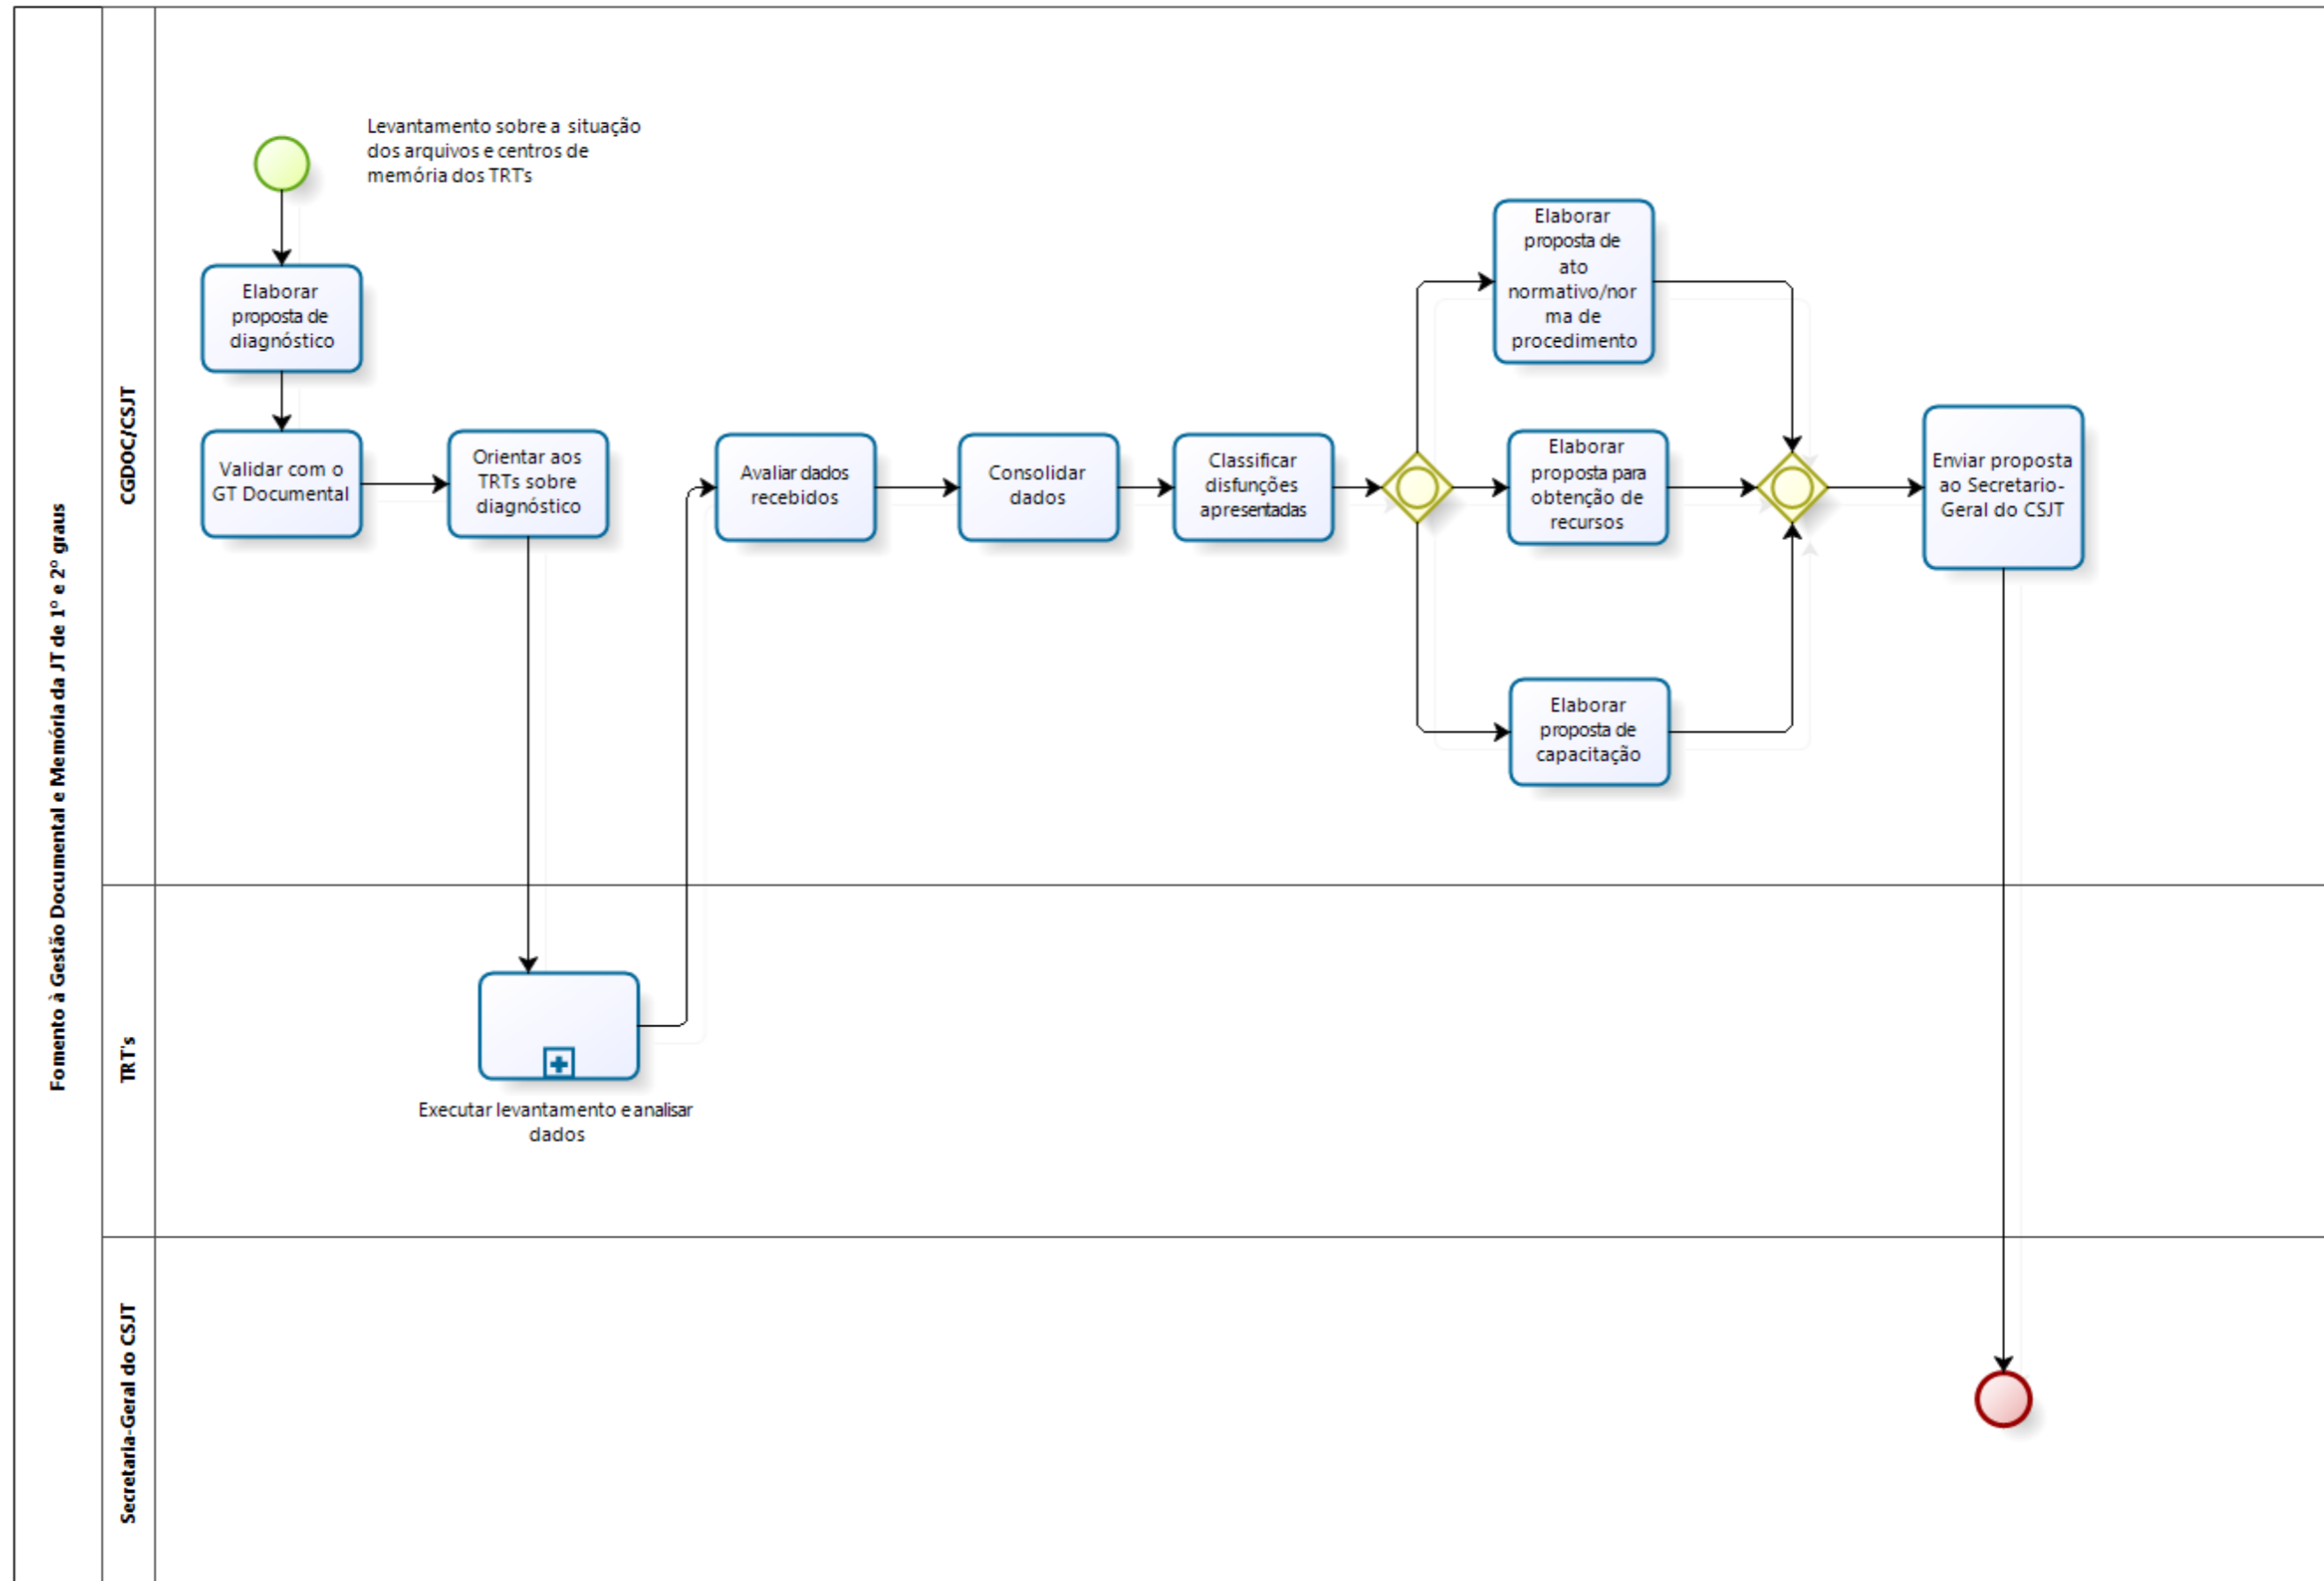 Fomento à Gestão Documental e Memória da JT de 1º e 2º graus
CGDOC/CSJT
Levantamento sobre a situação
dos arquivos e centros de
memória dos TRT's
Elaborar
proposta de
diagnóstico
Validar com o
GT Documental
Orientar aos
TRTs sobre
diagnóstico
Avaliar dados
recebidos
Consolidar
dados
Classificar
disfunções
apresentadas
Elaborar
proposta de
ato
normativo/nor
ma de
procedimento
Elaborar
proposta para
obtenção de
recursos
Elaborar
proposta de
capacitação
Enviar proposta
ao Secretario-
Geral do CSJT
TRT's
Executar levantamento e analisar
dados
Secretaria-Geral do CSJT